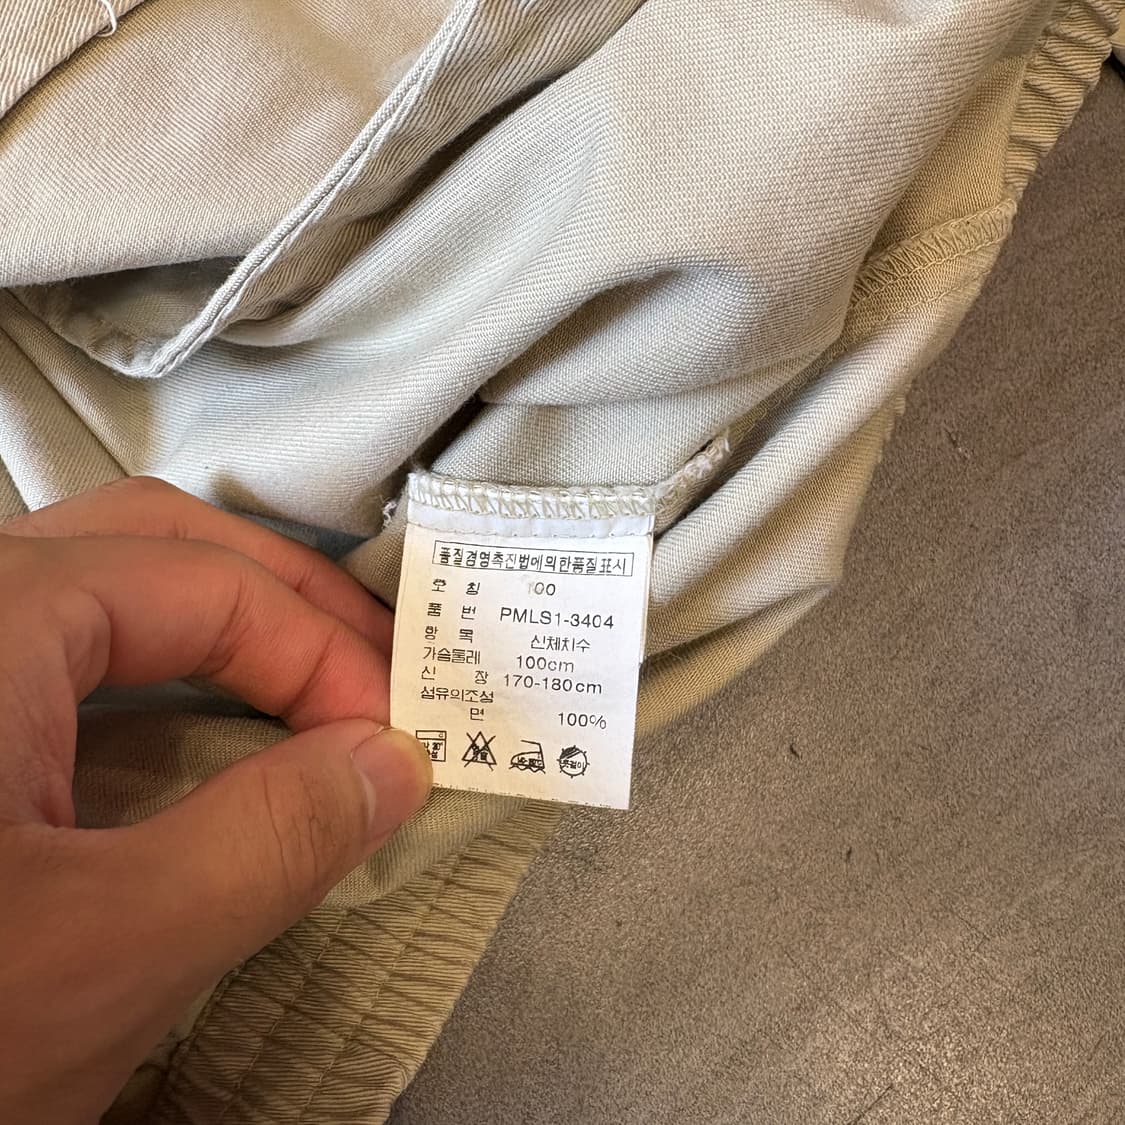 품질경영촉진법에의한품질표시
호 칭 100
품 번 PMLS1-3404
항 목 신체치수
가슴둘레 100cm
신 장 170-180cm
섬유의조성
면 100%